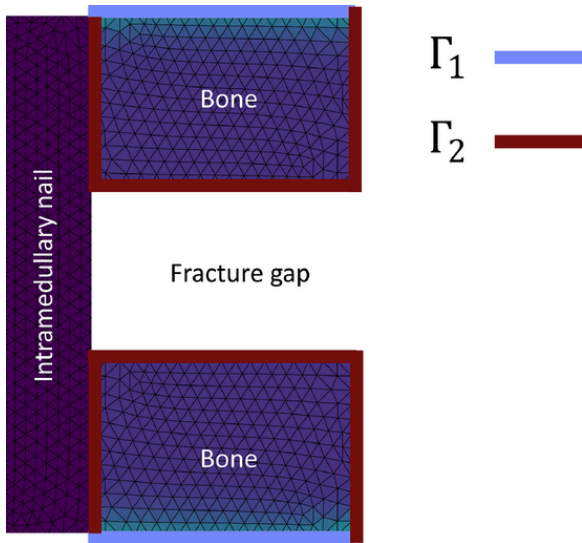 Bone
Γ₁
Γ₂
Intramedullary nail
Fracture gap
Bone